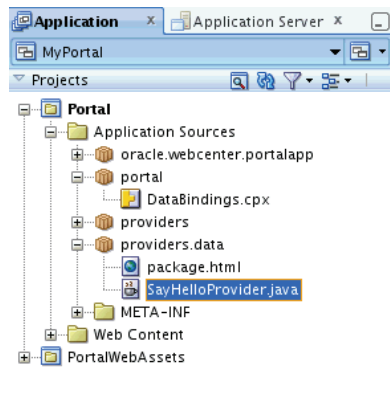 Application x Application Server x
MyPortal
Projects
Portal
Application Sources
oracle.webcenter.portalapp
portal
DataBindings.cpx
providers
providers.data
package.html
SayHelloProvider.java
META-INF
Web Content
PortalWebAssets